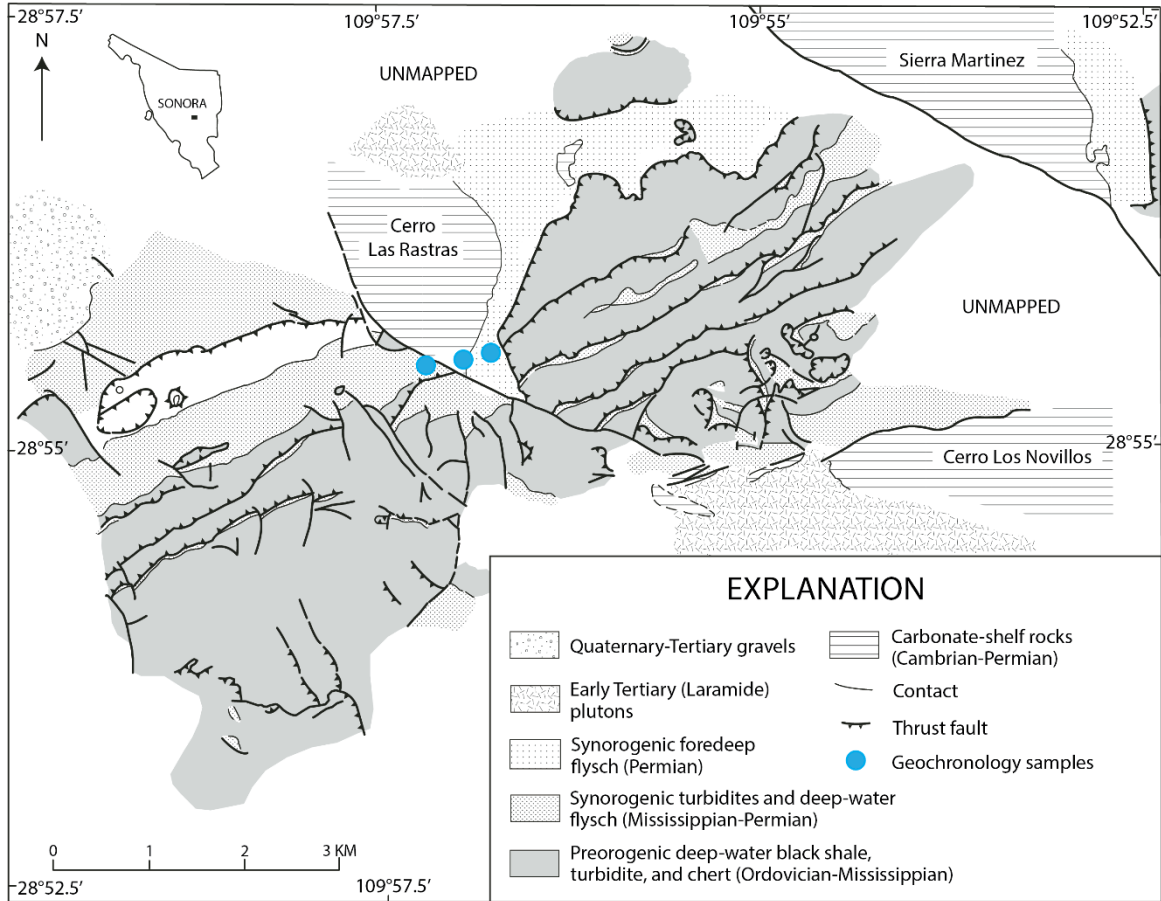 28°57.5′
109°57.5′
109°55′
109°52.5′
N
SONORA
UNMAPPED
Sierra Martinez
Cerro
Las Rastras
UNMAPPED
28°55′
28°55′
Cerro Los Novillos
EXPLANATION
Quaternary-Tertiary gravels
Early Tertiary (Laramide)
plutons
Synorogenic foredeep
flysch (Permian)
Synorogenic turbidites and deep-water
flysch (Mississippian-Permian)
Preorogenic deep-water black shale,
turbidite, and chert (Ordovician-Mississippian)
Carbonate-shelf rocks
(Cambrian-Permian)
Contact
Thrust fault
Geochronology samples
0 1 2 3 KM
28°52.5′
109°57.5′